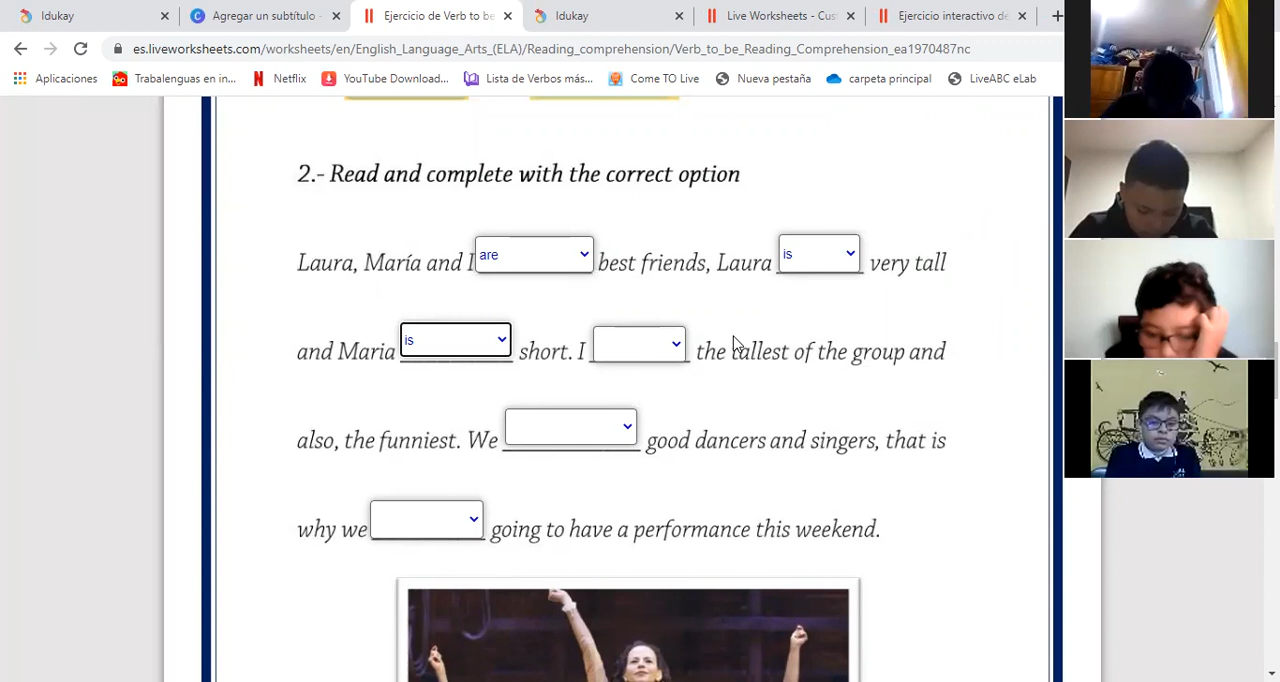 Idukay
Agregar un subtítulo -
Ejercicio de Verb to be
Idukay
Live Worksheets - Cus
Ejercicio interactivo de
es.liveworksheets.com/worksheets/en/English_Language_Arts_(ELA)/Reading_comprehension/Verb_to_be_Reading_Comprehension_ea1970487nc
Aplicaciones
Trabalenguas en in...
Netflix
YouTube Download...
Lista de Verbos más...
Come TO Live
Nueva pestaña
carpeta principal
LiveABC eLab
2.- Read and complete with the correct option
Laura, María and I are best friends, Laura is very tall
and Maria is short. I the tallest of the group and
also, the funniest. We good dancers and singers, that is
why we going to have a performance this weekend.